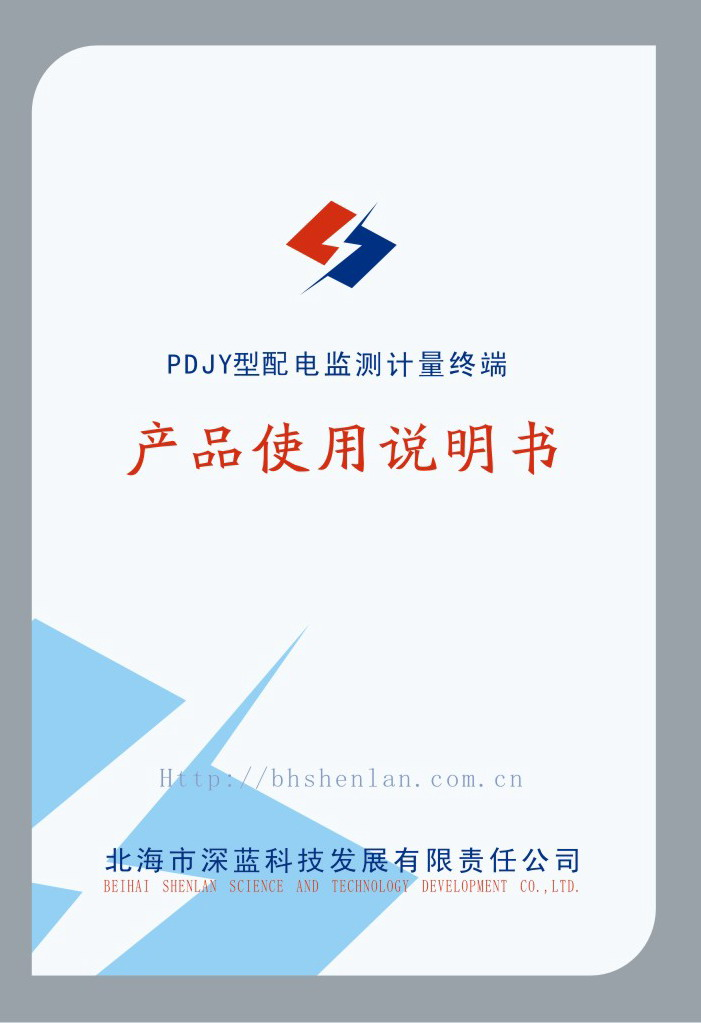 PDJY型配电监测计量终端
产品使用说明书
Http://bhshenlan.com.cn
北海市深蓝科技发展有限责任公司
BEIHAI SHENLAN SCIENCE AND TECHNOLOGY DEVELOPMENT CO.,LTD.